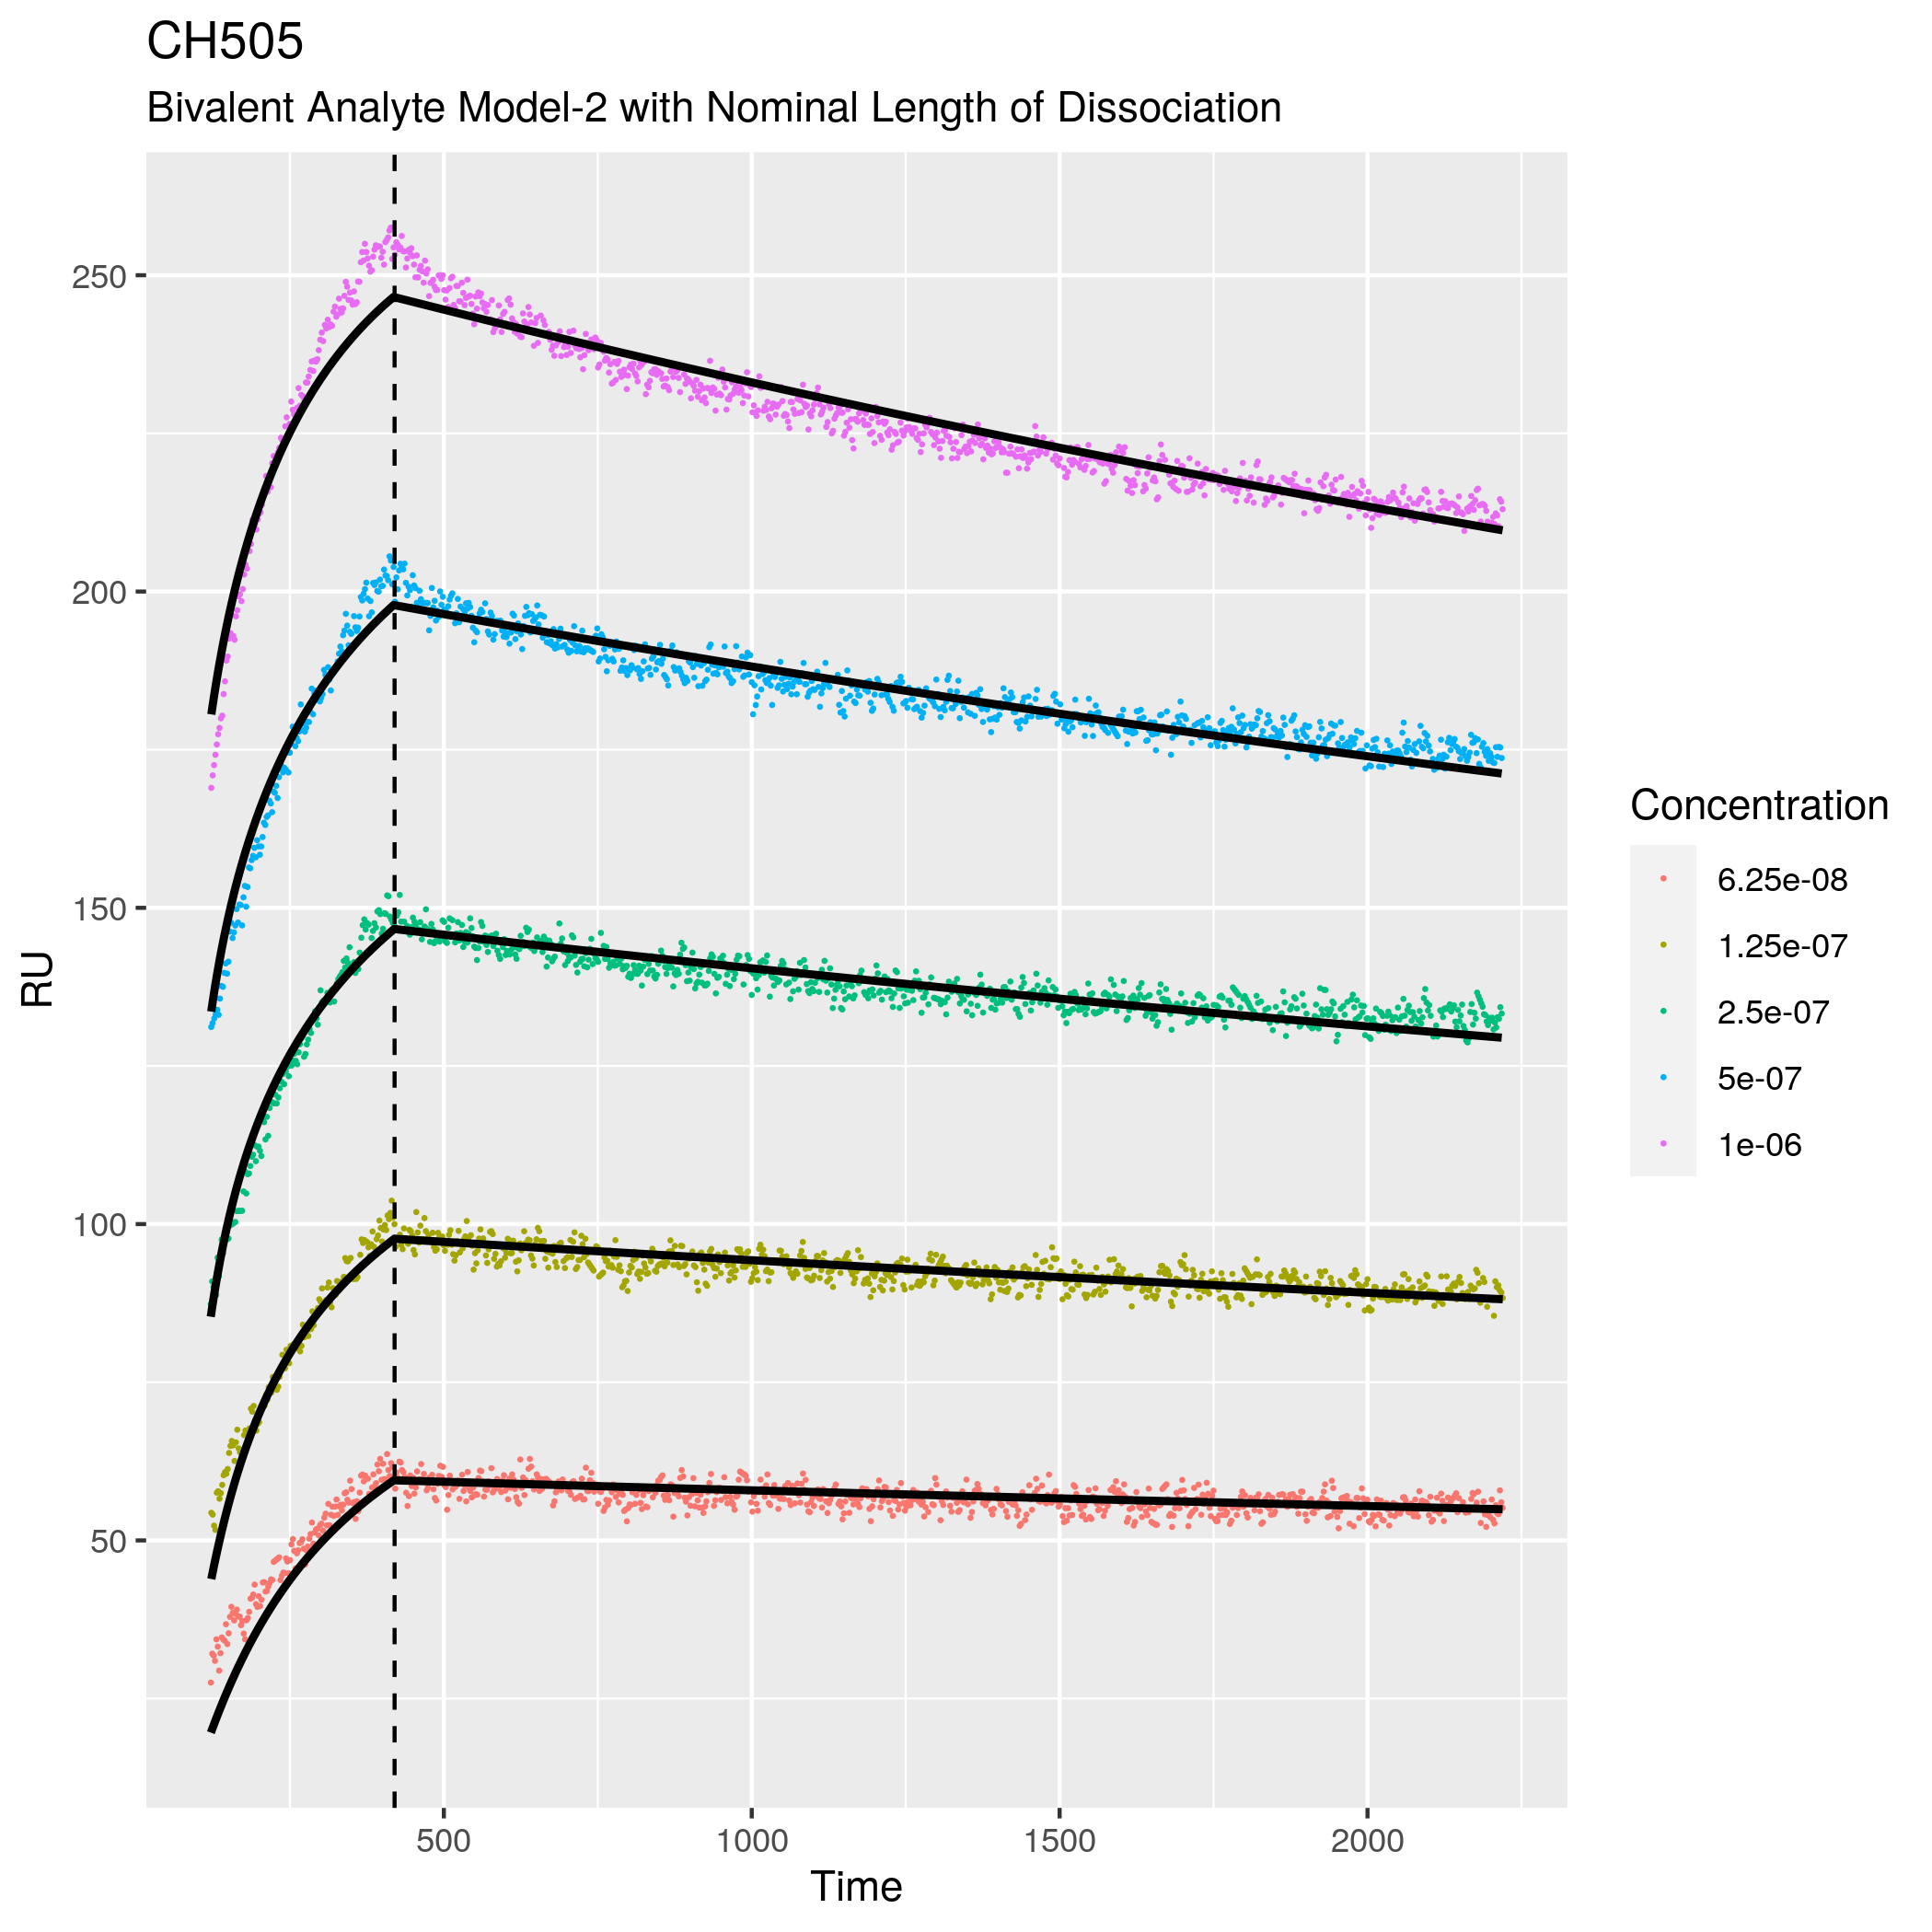 CH505
Bivalent Analyte Model-2 with Nominal Length of Dissociation
RU
250
200
150
100
50
500
1000
1500
2000
Time
Concentration
6.25e-08
1.25e-07
2.5e-07
5e-07
1e-06